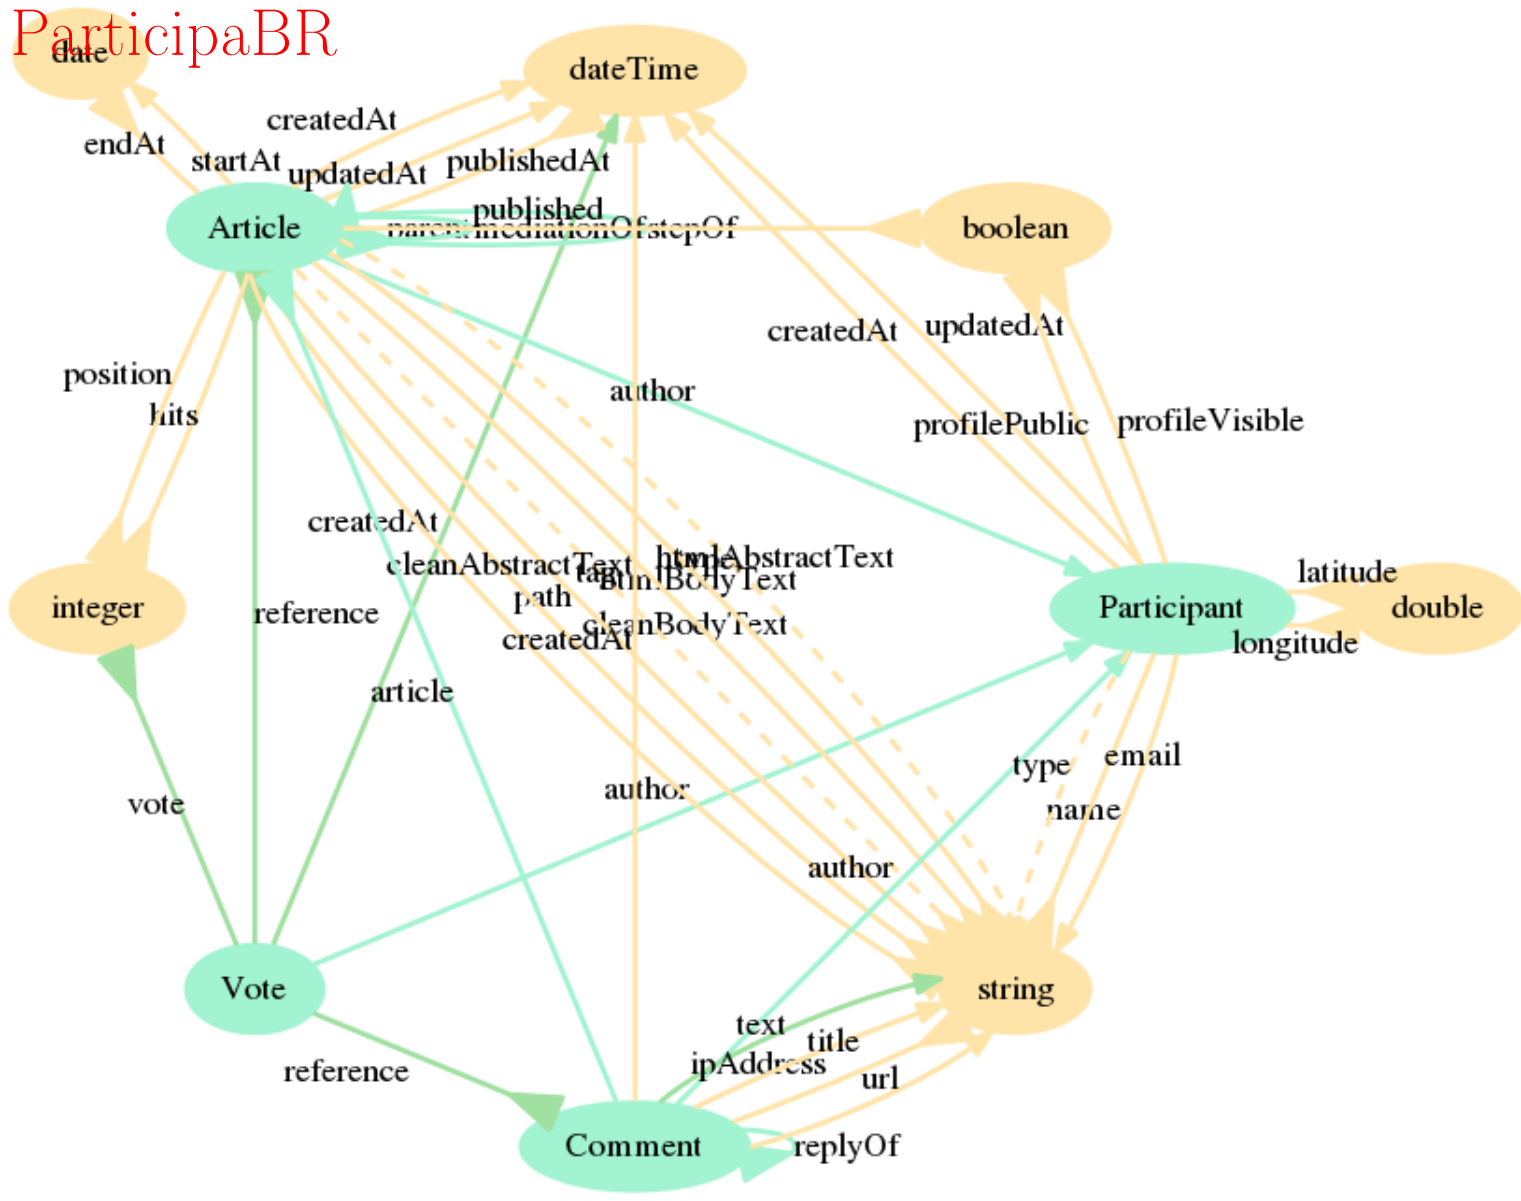 ParticipaBR
date
dateTime
createdAt
endAt
startAt
updatedAt
publishedAt
published
Article
mediationOf
stepOf
boolean
createdAt
updatedAt
position
author
hits
profilePublic
profileVisible
createdAt
cleanAbstractText
htmlAbstractText
latitude
htmlBodyText
path
integer
reference
Participant
double
cleanBodyText
createdAt
longitude
article
type
email
author
vote
name
author
Vote
string
text
title
ipAddress
reference
url
Comment
replyOf